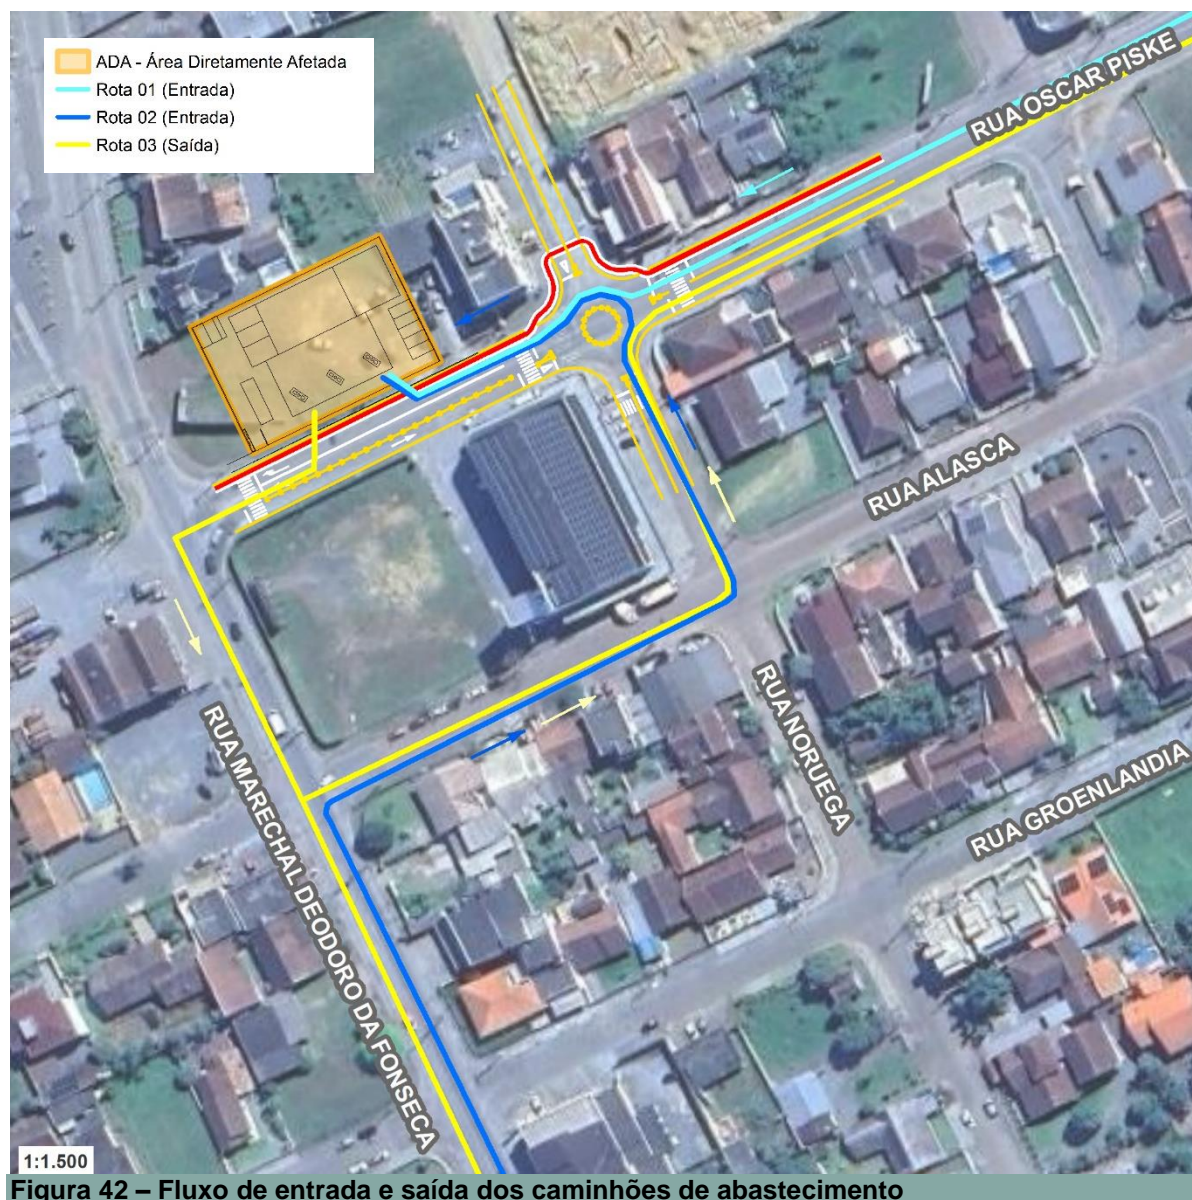 ADA - Área Diretamente Afetada
Rota 01 (Entrada)
Rota 02 (Entrada)
Rota 03 (Saída)
RUA OSCAR PISKE
RUA ALASCA
RUA NORUEGA
RUA GROENLANDIA
RUA MARECHAL DEODORO DA FONSECA
1:1.500
Figura 42 – Fluxo de entrada e saída dos caminhões de abastecimento